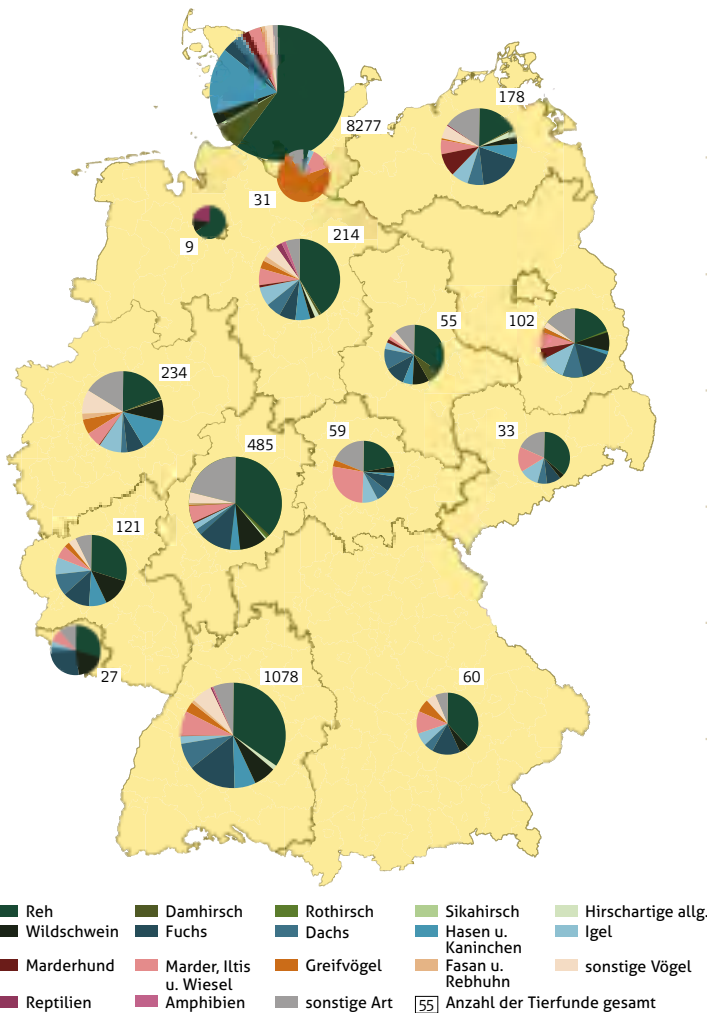 178
8277
31
9
214
55
102
234
59
33
485
121
27
1078
60
Reh
Damhirsch
Rothirsch
Sikahirsch
Hirschartige allg.
Wildschwein
Fuchs
Dachs
Hasen u.
Kaninchen
Igel
Marderhund
Marder, Iltis
u. Wiesel
Greifvögel
Fasan u.
Rebhuhn
sonstige Vögel
Reptilien
Amphibien
sonstige Art
55 Anzahl der Tierfunde gesamt